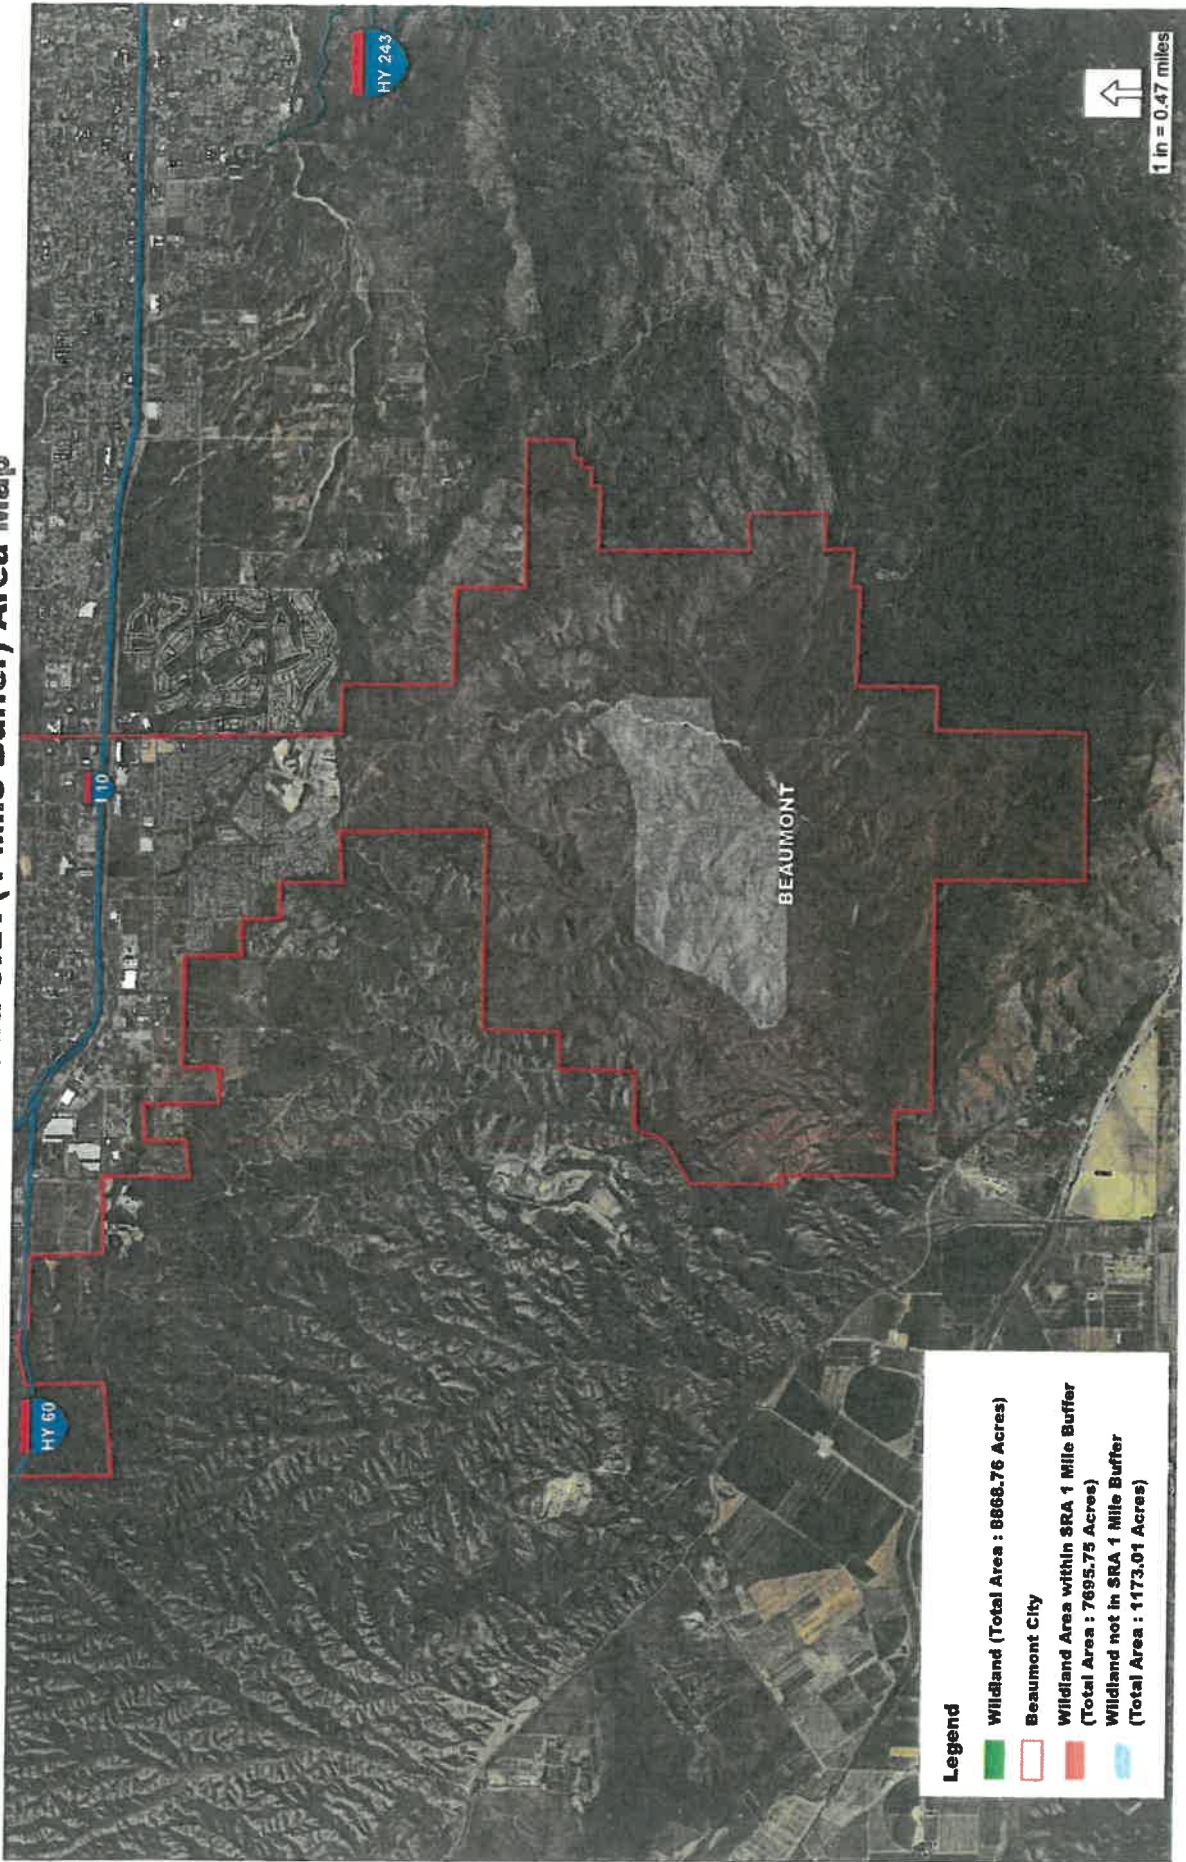 Area Map
HY 243
I 10
HY 60
BEAUMONT
1 in = 0.47 miles
Legend
Wildland (Total Area : 8868.76 Acres)
Beaumont City
Wildland Area within SRA 1 Mile Buffer
(Total Area : 7695.75 Acres)
Wildland not in SRA 1 Mile Buffer
(Total Area : 1173.01 Acres)